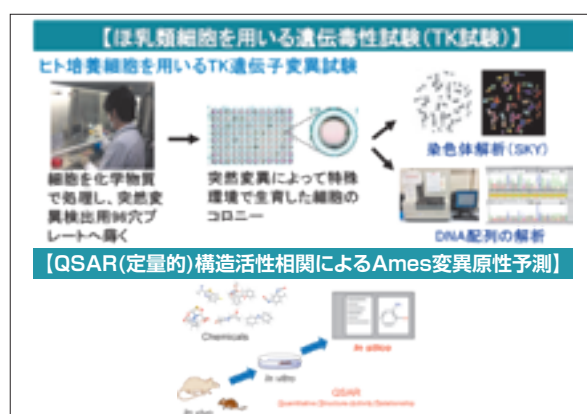 【ほ乳類細胞を用いる遺伝毒性試験(TK試験)】
ヒト培養細胞を用いるTK遺伝子変異試験
細胞を化学物質
で処理し、突然変
異検出用96穴プ
レートへ蒔く
突然変異によって特殊
環境で生育した細胞の
コロニー
染色体解析(SKY)
DNA配列の解析
【QSAR(定量的)構造活性相関によるAmes変異原性予測】
Chemicals
In silico
In vitro
In vivo
QSAR
Quantitative Structure-Activity Relationship